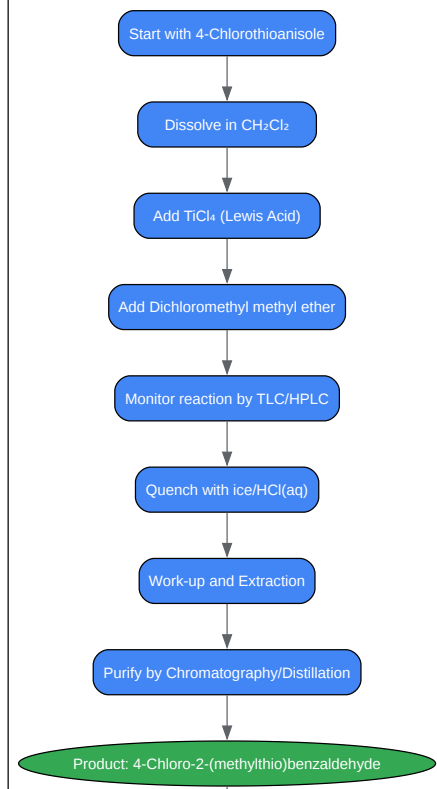 Start with 4-Chlorothioanisole
Dissolve in CH₂Cl₂
Add TiCl₄ (Lewis Acid)
Add Dichloromethyl methyl ether
Monitor reaction by TLC/HPLC
Quench with ice/HCl(aq)
Work-up and Extraction
Purify by Chromatography/Distillation
Product: 4-Chloro-2-(methylthio)benzaldehyde